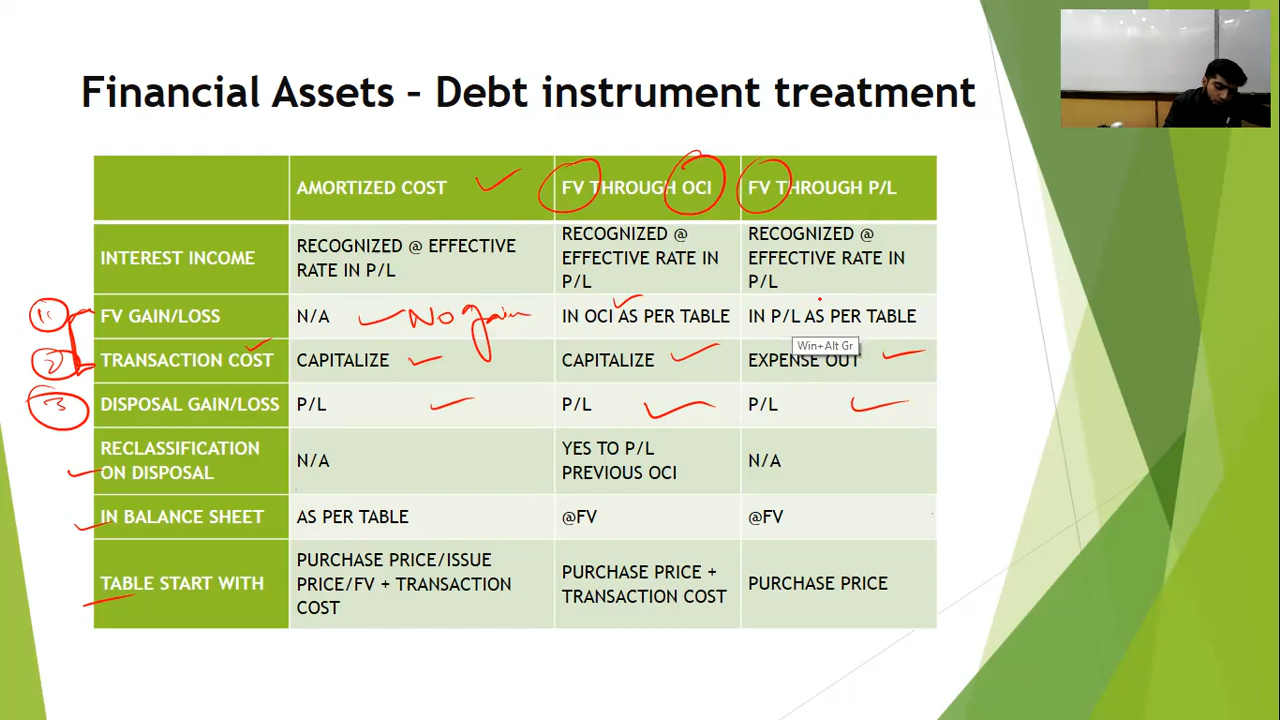 Financial Assets – Debt instrument treatment
AMORTIZED COST
FV THROUGH OCI
FV THROUGH P/L
INTEREST INCOME
RECOGNIZED @ EFFECTIVE
RATE IN P/L
RECOGNIZED @
EFFECTIVE RATE IN
P/L
RECOGNIZED @
EFFECTIVE RATE IN
P/L
FV GAIN/LOSS
N/A
No gain
IN OCI AS PER TABLE
IN P/L AS PER TABLE
Win+Alt Gr
TRANSACTION COST
CAPITALIZE
CAPITALIZE
EXPENSE OUT
3
DISPOSAL GAIN/LOSS
P/L
P/L
P/L
RECLASSIFICATION
ON DISPOSAL
N/A
YES TO P/L
PREVIOUS OCI
N/A
IN BALANCE SHEET
AS PER TABLE
@FV
@FV
TABLE START WITH
PURCHASE PRICE/ISSUE
PRICE/FV + TRANSACTION
COST
PURCHASE PRICE +
TRANSACTION COST
PURCHASE PRICE